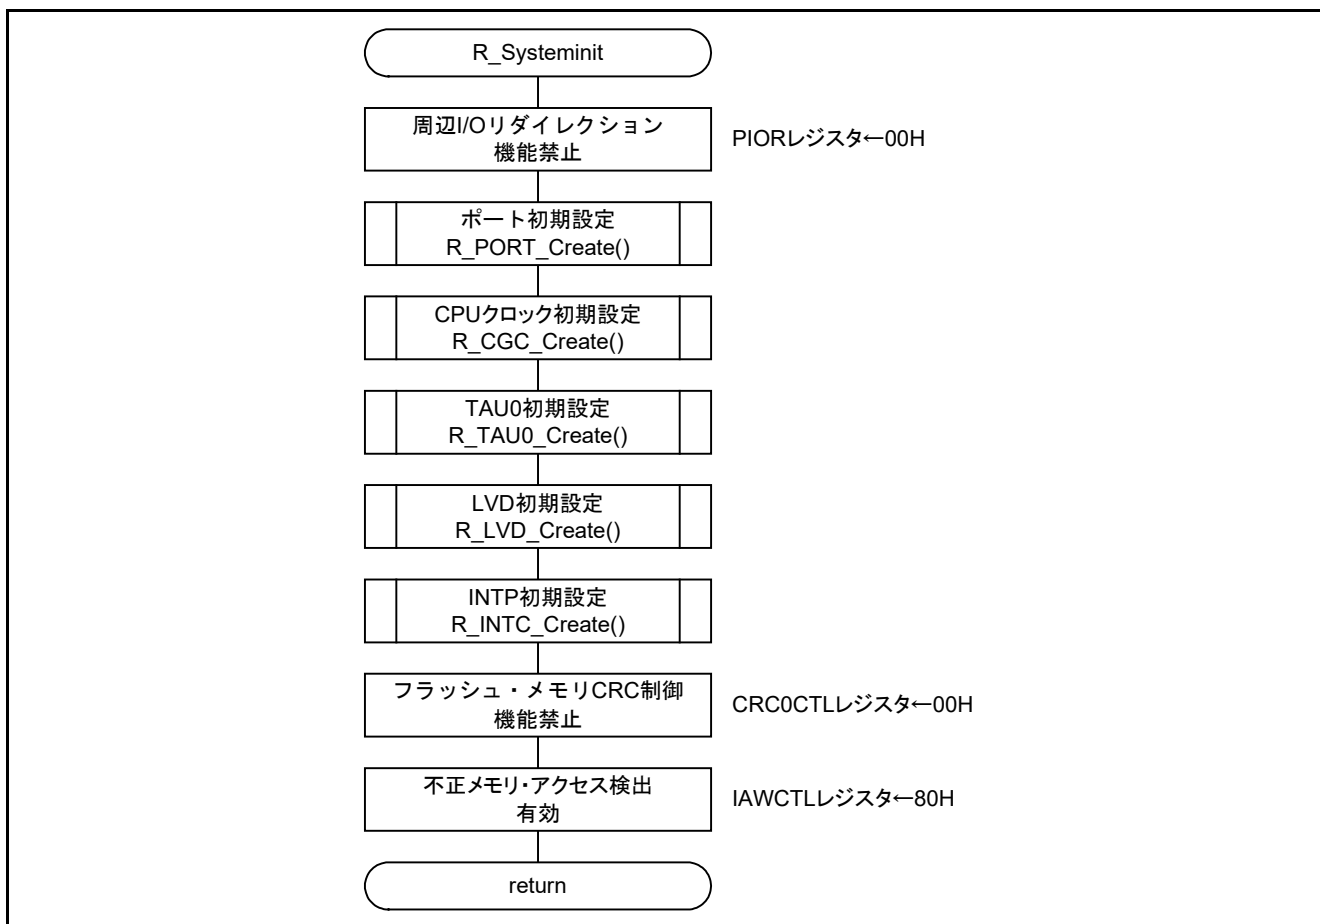 R_Systeminit
周辺I/Oリダイレクション
機能禁止
PIORレジスタ←00H
ポート初期設定
R_PORT_Create()
CPUクロック初期設定
R_CGC_Create()
TAU0初期設定
R_TAU0_Create()
LVD初期設定
R_LVD_Create()
INTP初期設定
R_INTC_Create()
フラッシュ・メモリCRC制御
機能禁止
CRC0CTLレジスタ←00H
不正メモリ・アクセス検出
有効
IAWCTLレジスタ←80H
return